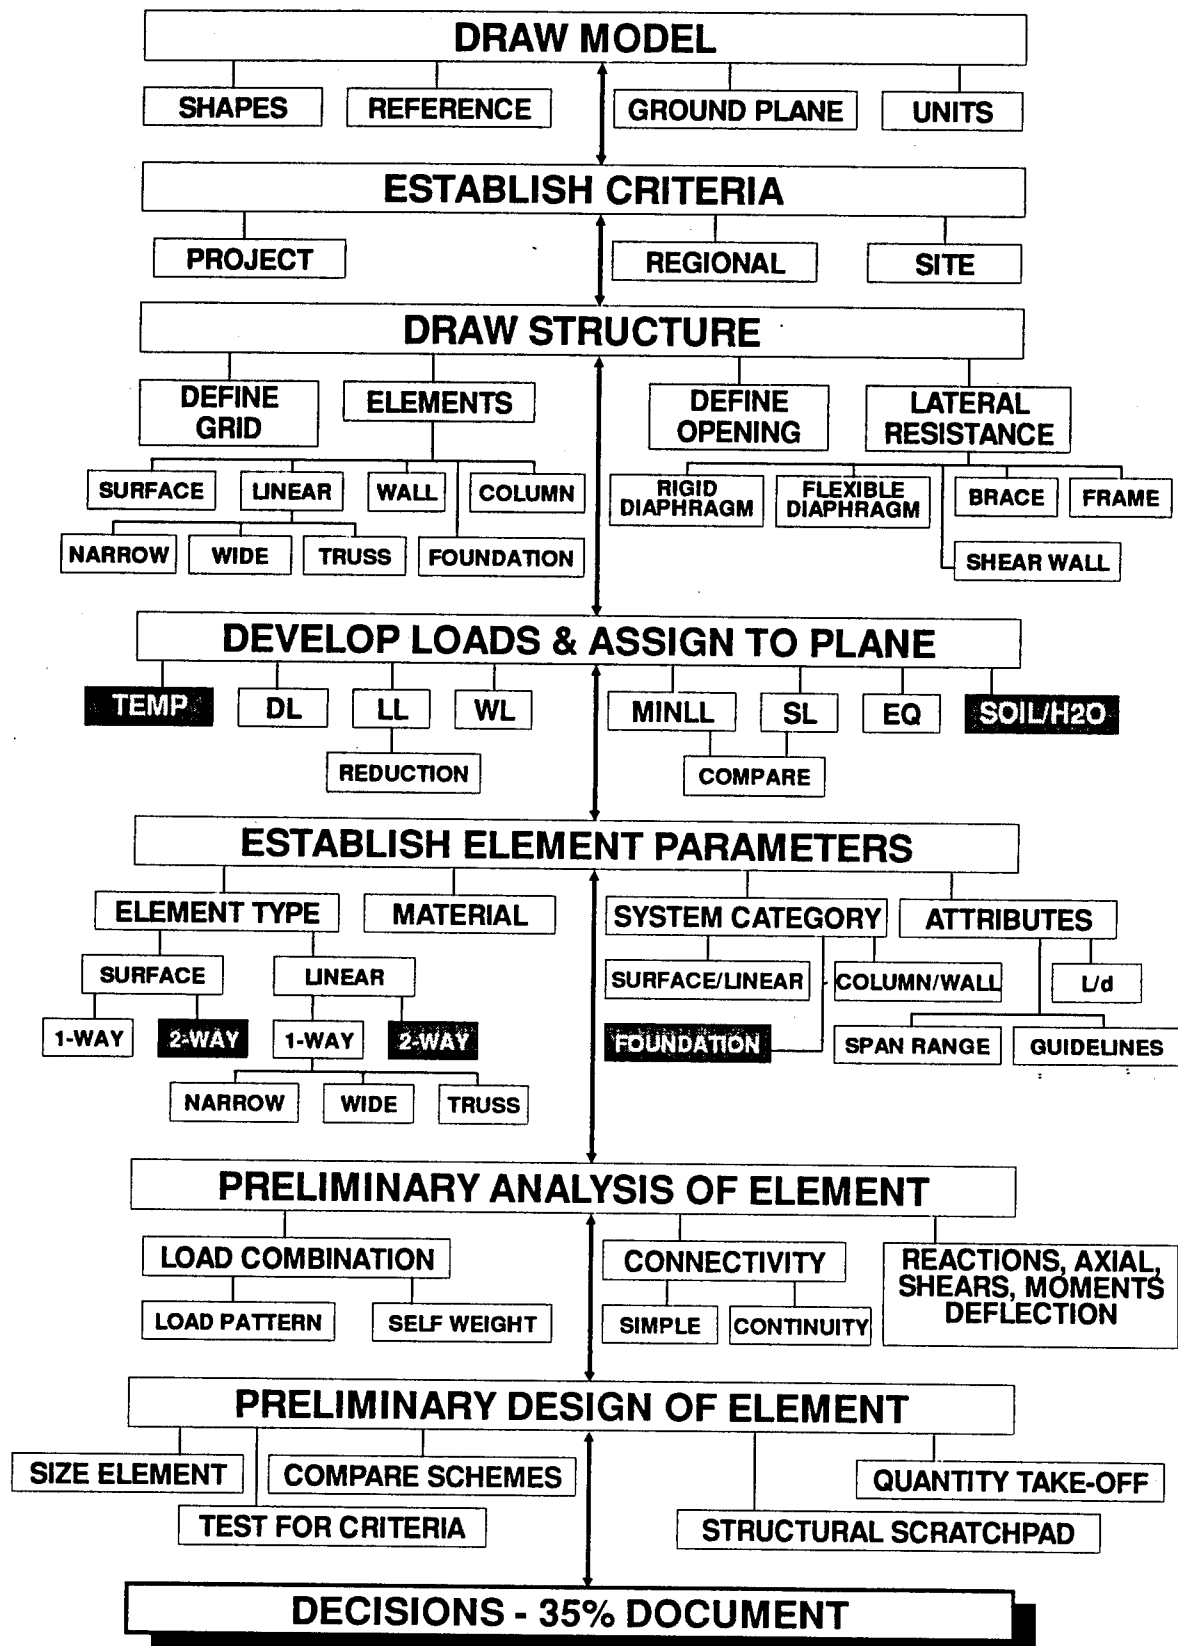 DRAW MODEL
SHAPES
REFERENCE
GROUND PLANE
UNITS
ESTABLISH CRITERIA
PROJECT
REGIONAL
SITE
DRAW STRUCTURE
DEFINE
GRID
ELEMENTS
DEFINE
OPENING
LATERAL
RESISTANCE
SURFACE
LINEAR
WALL
COLUMN
RIGID
DIAPHRAGM
FLEXIBLE
DIAPHRAGM
BRACE
FRAME
NARROW
WIDE
TRUSS
FOUNDATION
SHEAR WALL
DEVELOP LOADS & ASSIGN TO PLANE
TEMP
DL
LL
WL
MINLL
SL
EQ
SOIL/H2O
REDUCTION
COMPARE
ESTABLISH ELEMENT PARAMETERS
ELEMENT TYPE
MATERIAL
SYSTEM CATEGORY
ATTRIBUTES
SURFACE
LINEAR
SURFACE/LINEAR
COLUMN/WALL
L/d
1-WAY
2-WAY
1-WAY
2-WAY
FOUNDATION
SPAN RANGE
GUIDELINES
NARROW
WIDE
TRUSS
PRELIMINARY ANALYSIS OF ELEMENT
LOAD COMBINATION
CONNECTIVITY
REACTIONS, AXIAL,
SHEARS, MOMENTS
DEFLECTION
LOAD PATTERN
SELF WEIGHT
SIMPLE
CONTINUITY
PRELIMINARY DESIGN OF ELEMENT
SIZE ELEMENT
COMPARE SCHEMES
QUANTITY TAKE-OFF
TEST FOR CRITERIA
STRUCTURAL SCRATCHPAD
DECISIONS - 35% DOCUMENT